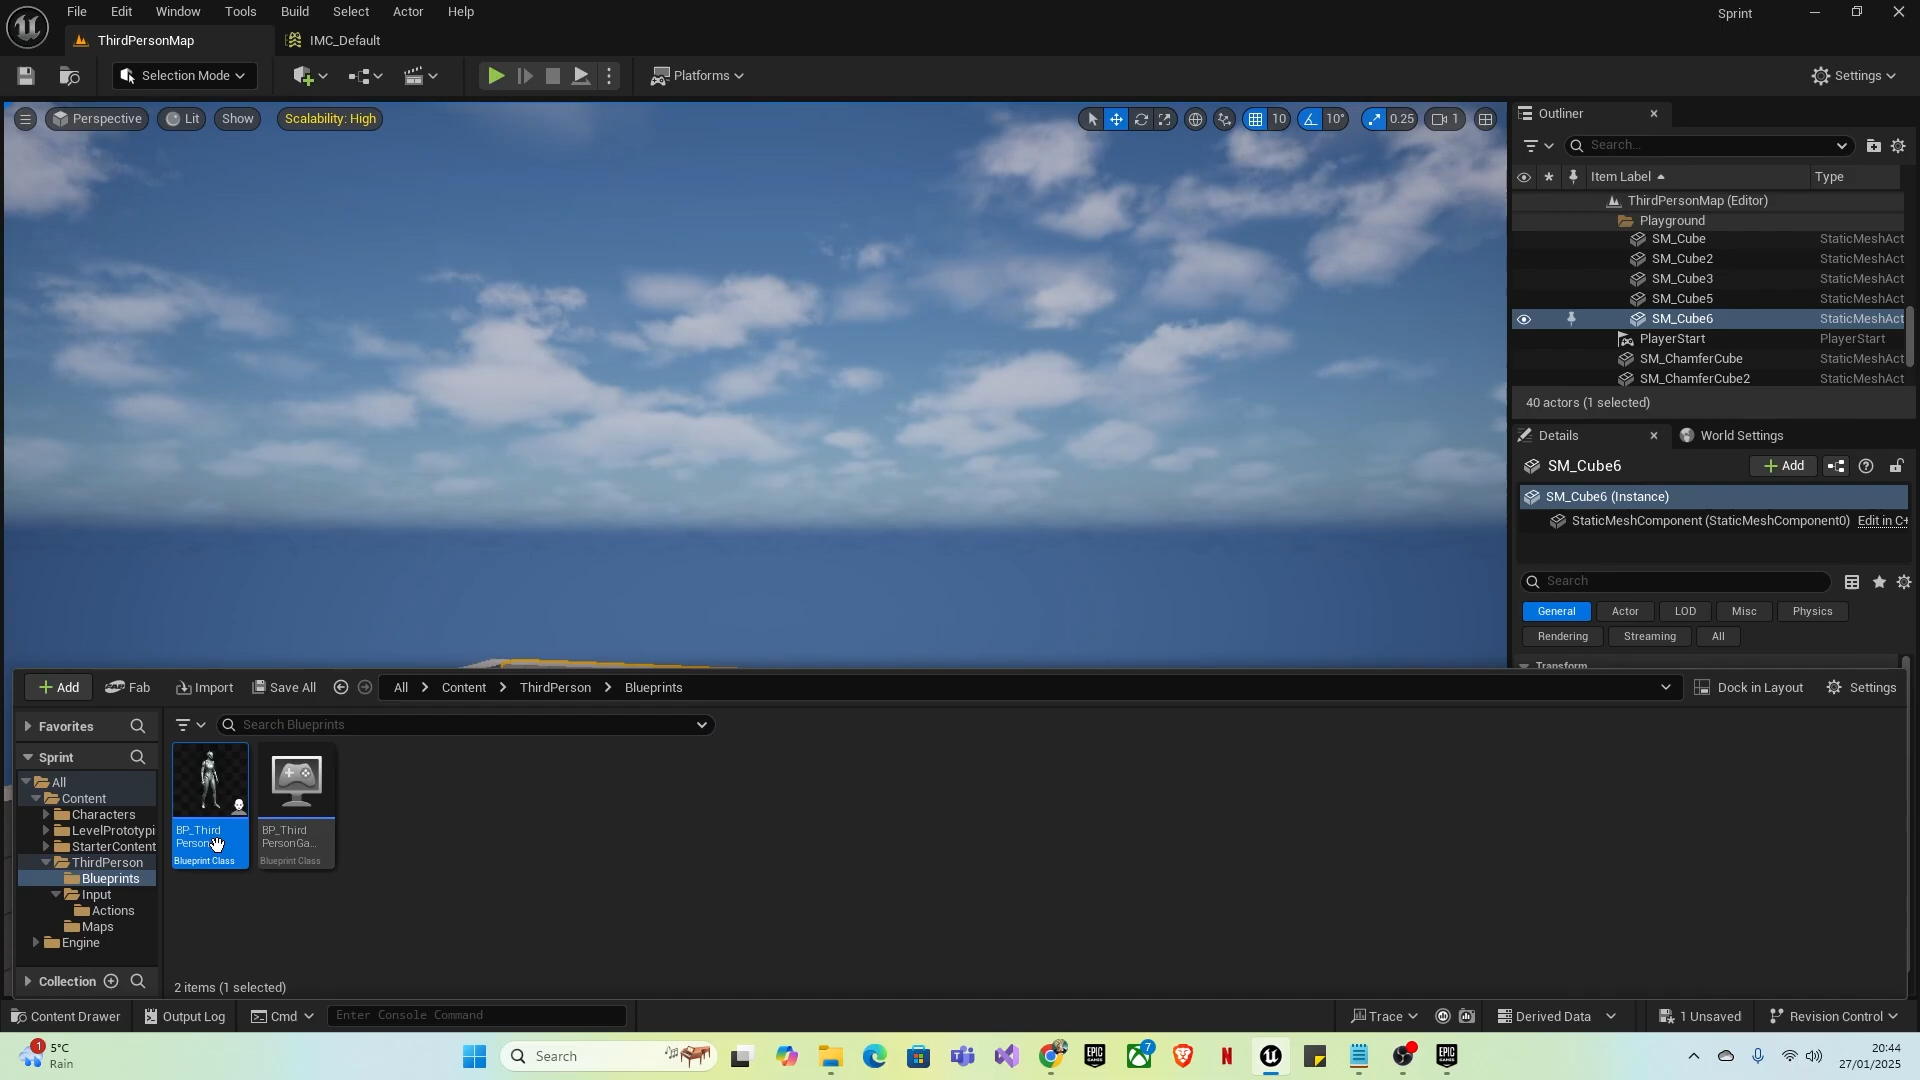 File Edit Window Tools Build Select Actor Help
Sprint
ThirdPersonMap
IMC_Default
Selection Mode
Platforms
Settings
Perspective
Lit
Show
Scalability: High
10
10°
0.25
1
Outliner
Search...
Item Label
Type
ThirdPersonMap (Editor)
Playground
SM_Cube StaticMeshAct
SM_Cube2 StaticMeshAct
SM_Cube3 StaticMeshAct
SM_Cube5 StaticMeshAct
SM_Cube6 StaticMeshAct
PlayerStart PlayerStart
SM_ChamferCube StaticMeshAct
SM_ChamferCube2 StaticMeshAct
40 actors (1 selected)
Details
World Settings
SM_Cube6
Add
SM_Cube6 (Instance)
StaticMeshComponent (StaticMeshComponent0) Edit in C+
Search
General Actor LOD Misc Physics
Rendering Streaming All
Transform
Add
Fab
Import
Save All
All > Content > ThirdPerson > Blueprints
Dock in Layout
Settings
Favorites
Search Blueprints
Sprint
All
Content
Characters
LevelPrototypi
StarterContent
ThirdPerson
Blueprints
Input
Actions
Maps
Engine
Collection
BP_Third
Person
Blueprint Class
BP_Third
PersonGa...
Blueprint Class
2 items (1 selected)
Content Drawer
Output Log
Cmd
Enter Console Command
Trace
Derived Data
1 Unsaved
Revision Control
1
5°C
Rain
Search
EPIC
GAMES
7
N
EPIC
GAMES
20:44
27/01/2025